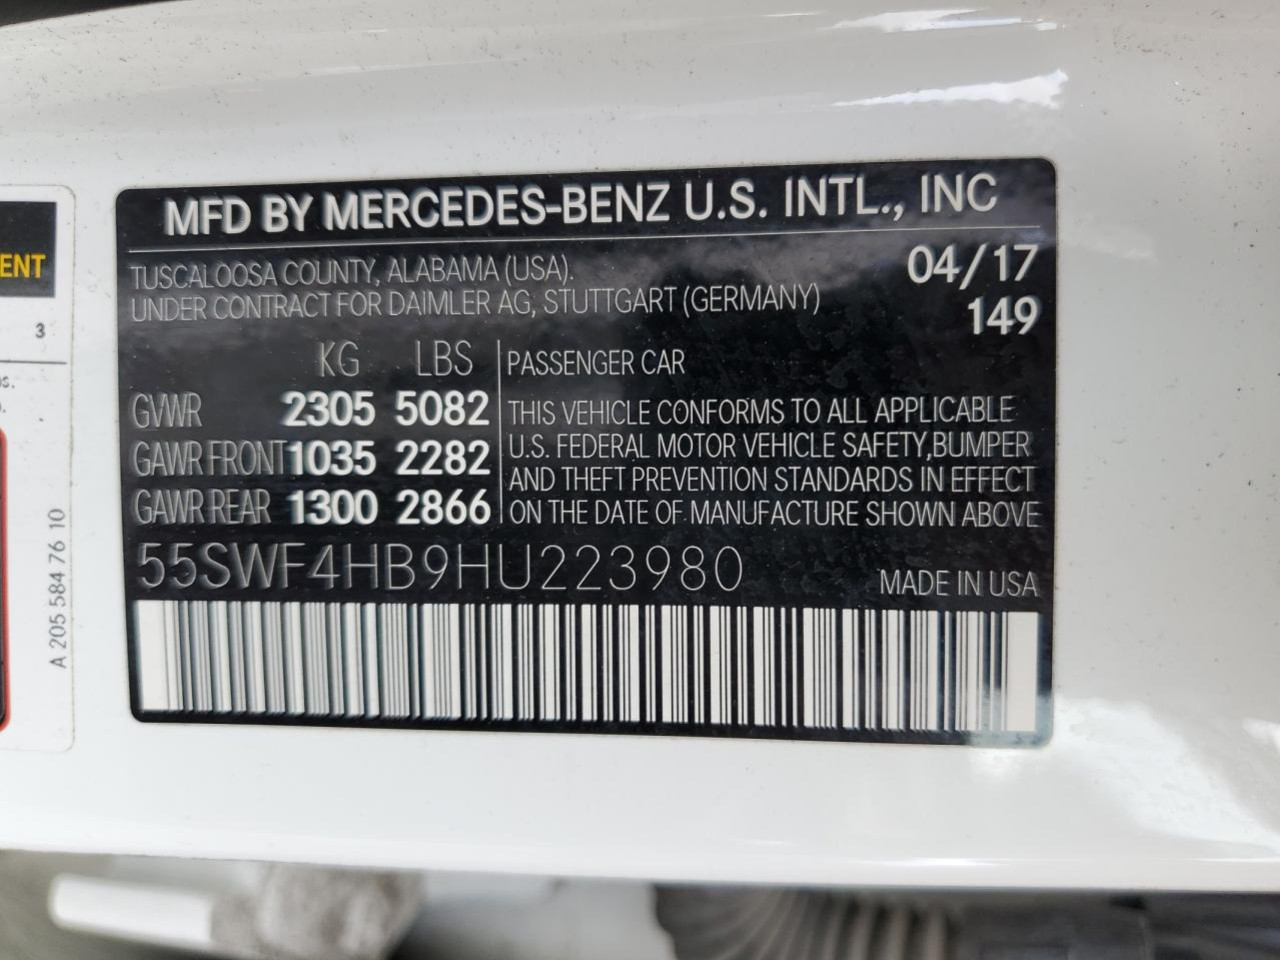 MFD BY MERCEDES-BENZ U.S. INTL., INC
TUSCALOOSA COUNTY, ALABAMA (USA).
UNDER CONTRACT FOR DAIMLER AG, STUTTGART (GERMANY)
04/17
149
KG LBS
GVWR 2305 5082
GAWR FRONT 1035 2282
GAWR REAR 1300 2866
PASSENGER CAR
THIS VEHICLE CONFORMS TO ALL APPLICABLE
U.S. FEDERAL MOTOR VEHICLE SAFETY, BUMPER
AND THEFT PREVENTION STANDARDS IN EFFECT
ON THE DATE OF MANUFACTURE SHOWN ABOVE
55SWF4HB9HU223980
MADE IN USA
ENT
3
A 205 584 76 10